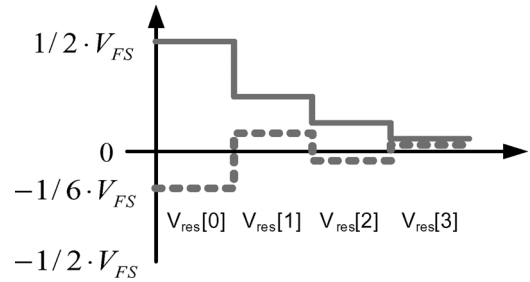 1/2·V_FS
0
−1/6·V_FS
V_res[0] V_res[1] V_res[2] V_res[3]
−1/2·V_FS